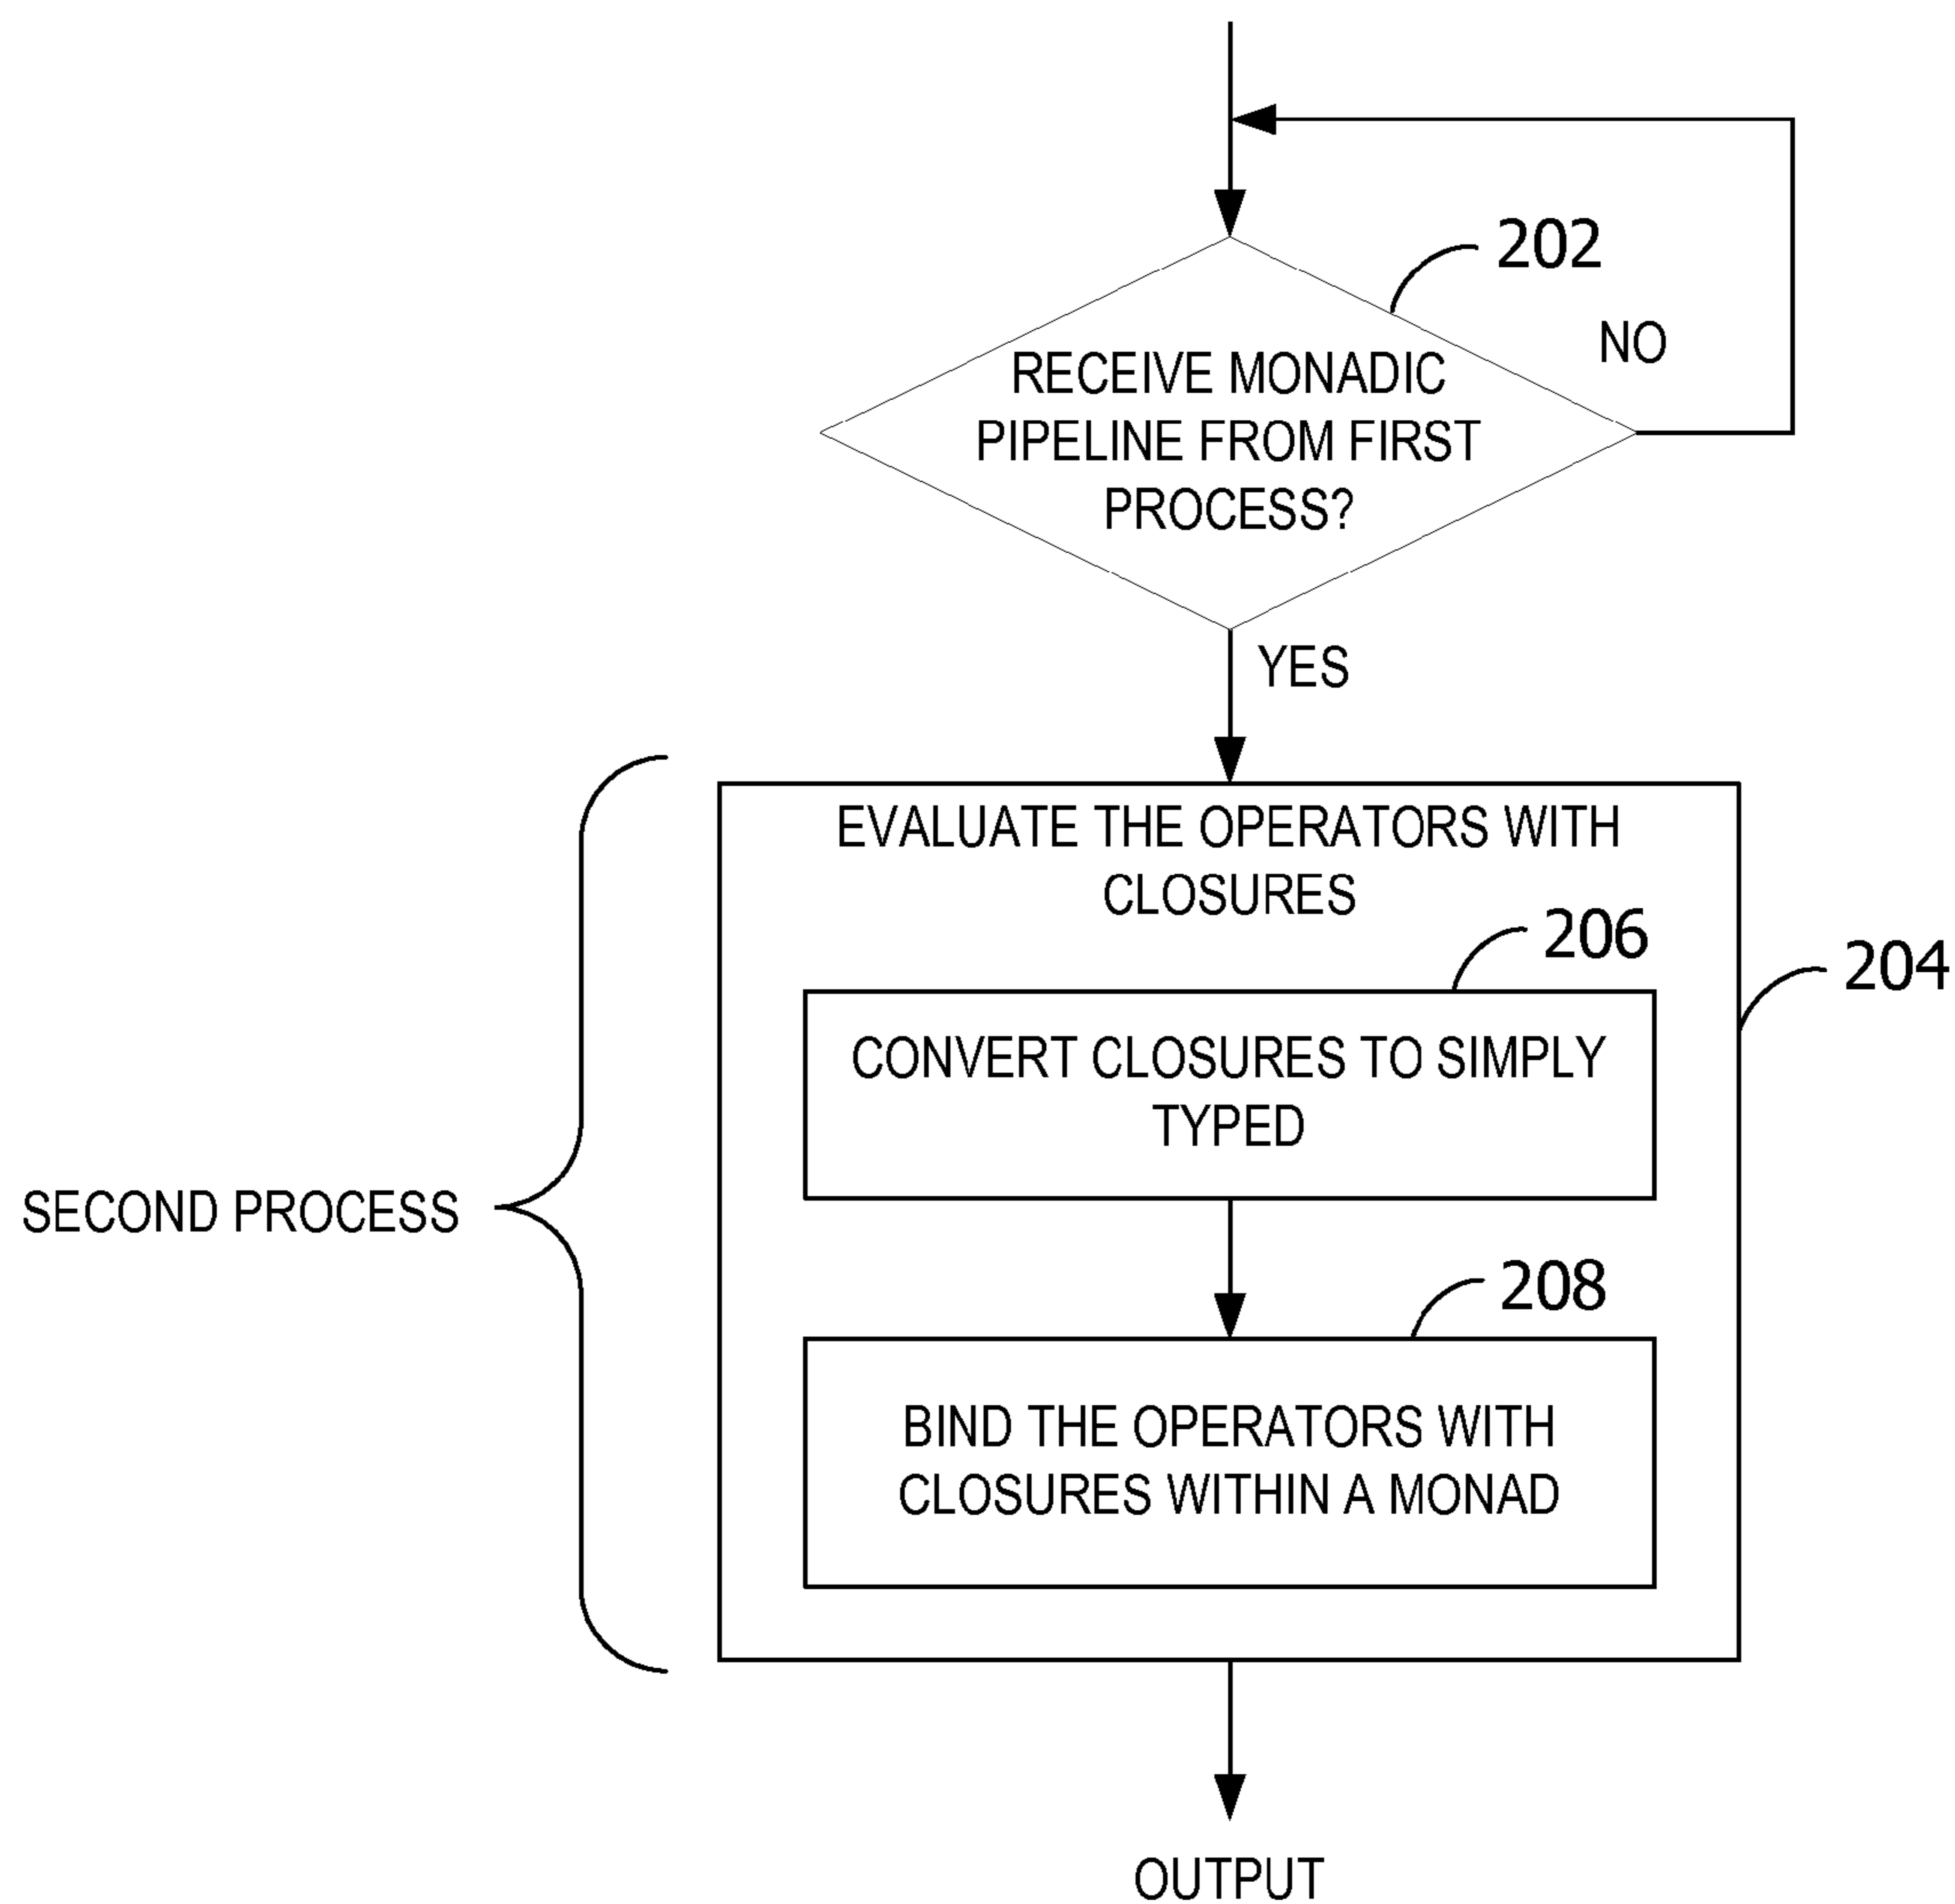 202
NO
RECEIVE MONADIC
PIPELINE FROM FIRST
PROCESS?
YES
EVALUATE THE OPERATORS WITH
CLOSURES
206
204
CONVERT CLOSURES TO SIMPLY
TYPED
SECOND PROCESS
208
BIND THE OPERATORS WITH
CLOSURES WITHIN A MONAD
OUTPUT